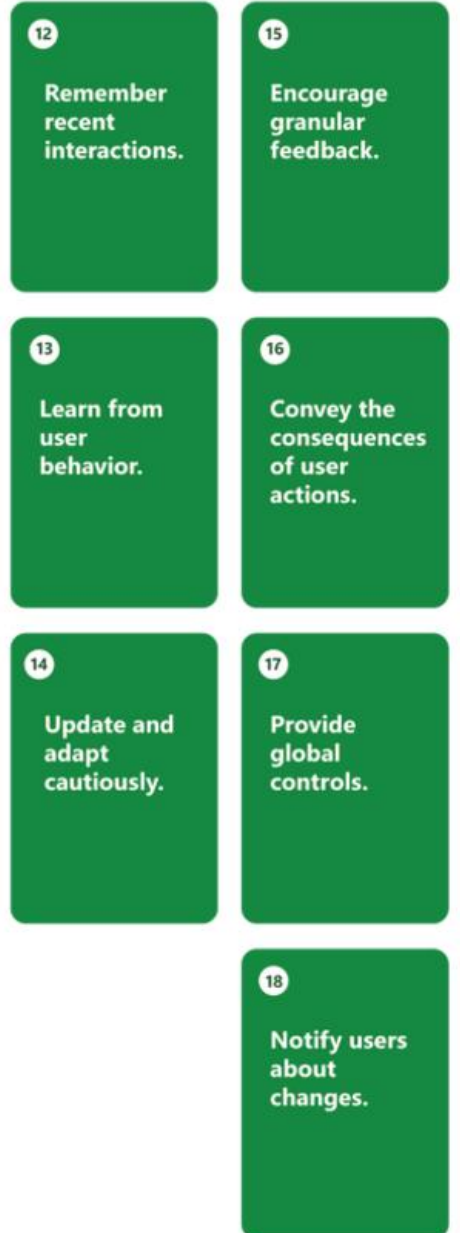 12
Remember
recent
interactions.
13
Learn from
user
behavior.
14
Update and
adapt
cautiously.
15
Encourage
granular
feedback.
16
Convey the
consequences
of user
actions.
17
Provide
global
controls.
18
Notify users
about
changes.